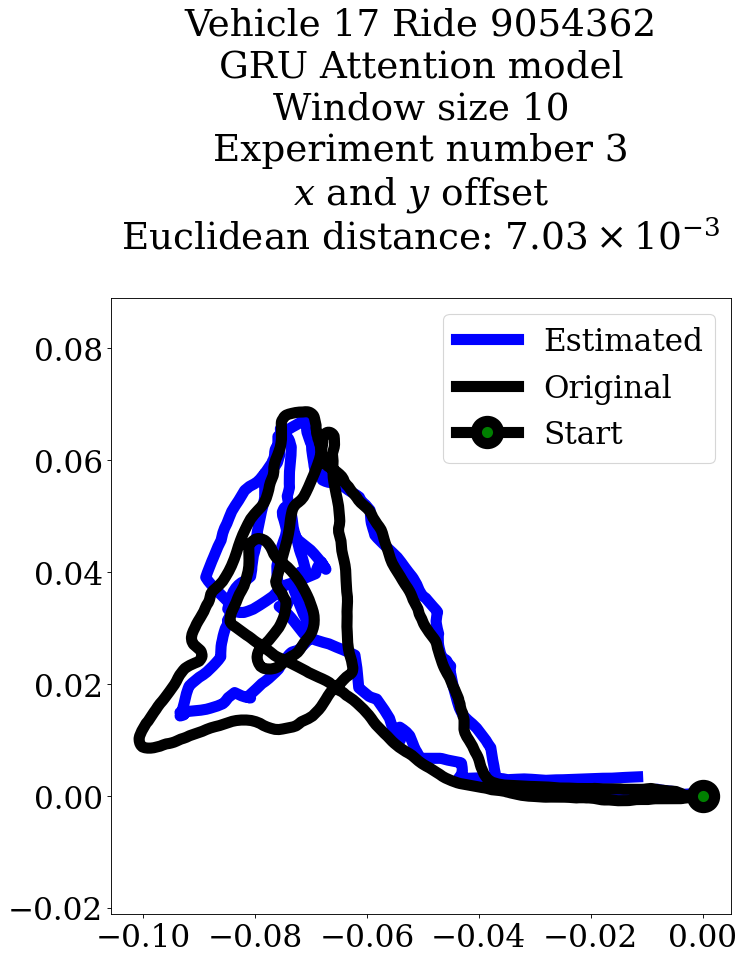 Vehicle 17 Ride 9054362
GRU Attention model
Window size 10
Experiment number 3
x and y offset
Euclidean distance: 7.03 × 10⁻³
Estimated
Original
Start
0.08
0.06
0.04
0.02
0.00
−0.02
−0.10 −0.08 −0.06 −0.04 −0.02 0.00